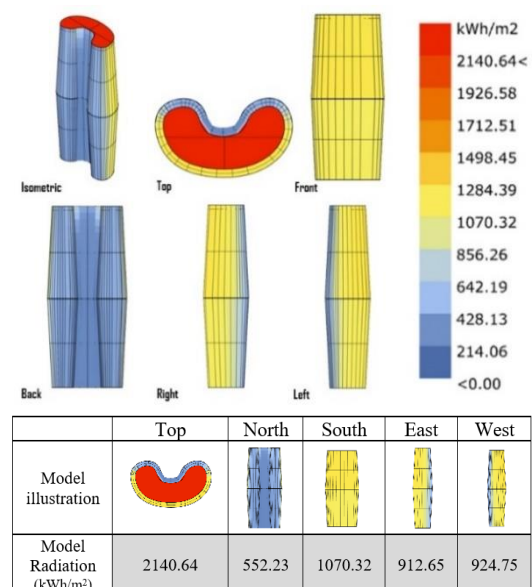 kWh/m2
2140.64<
1926.58
1712.51
1498.45
1284.39
1070.32
856.26
642.19
428.13
214.06
<0.00
Isometric
Top
Front
Back
Right
Left
Top North South East West
Model
illustration
Model
Radiation
(kWh/m²)
2140.64 552.23 1070.32 912.65 924.75